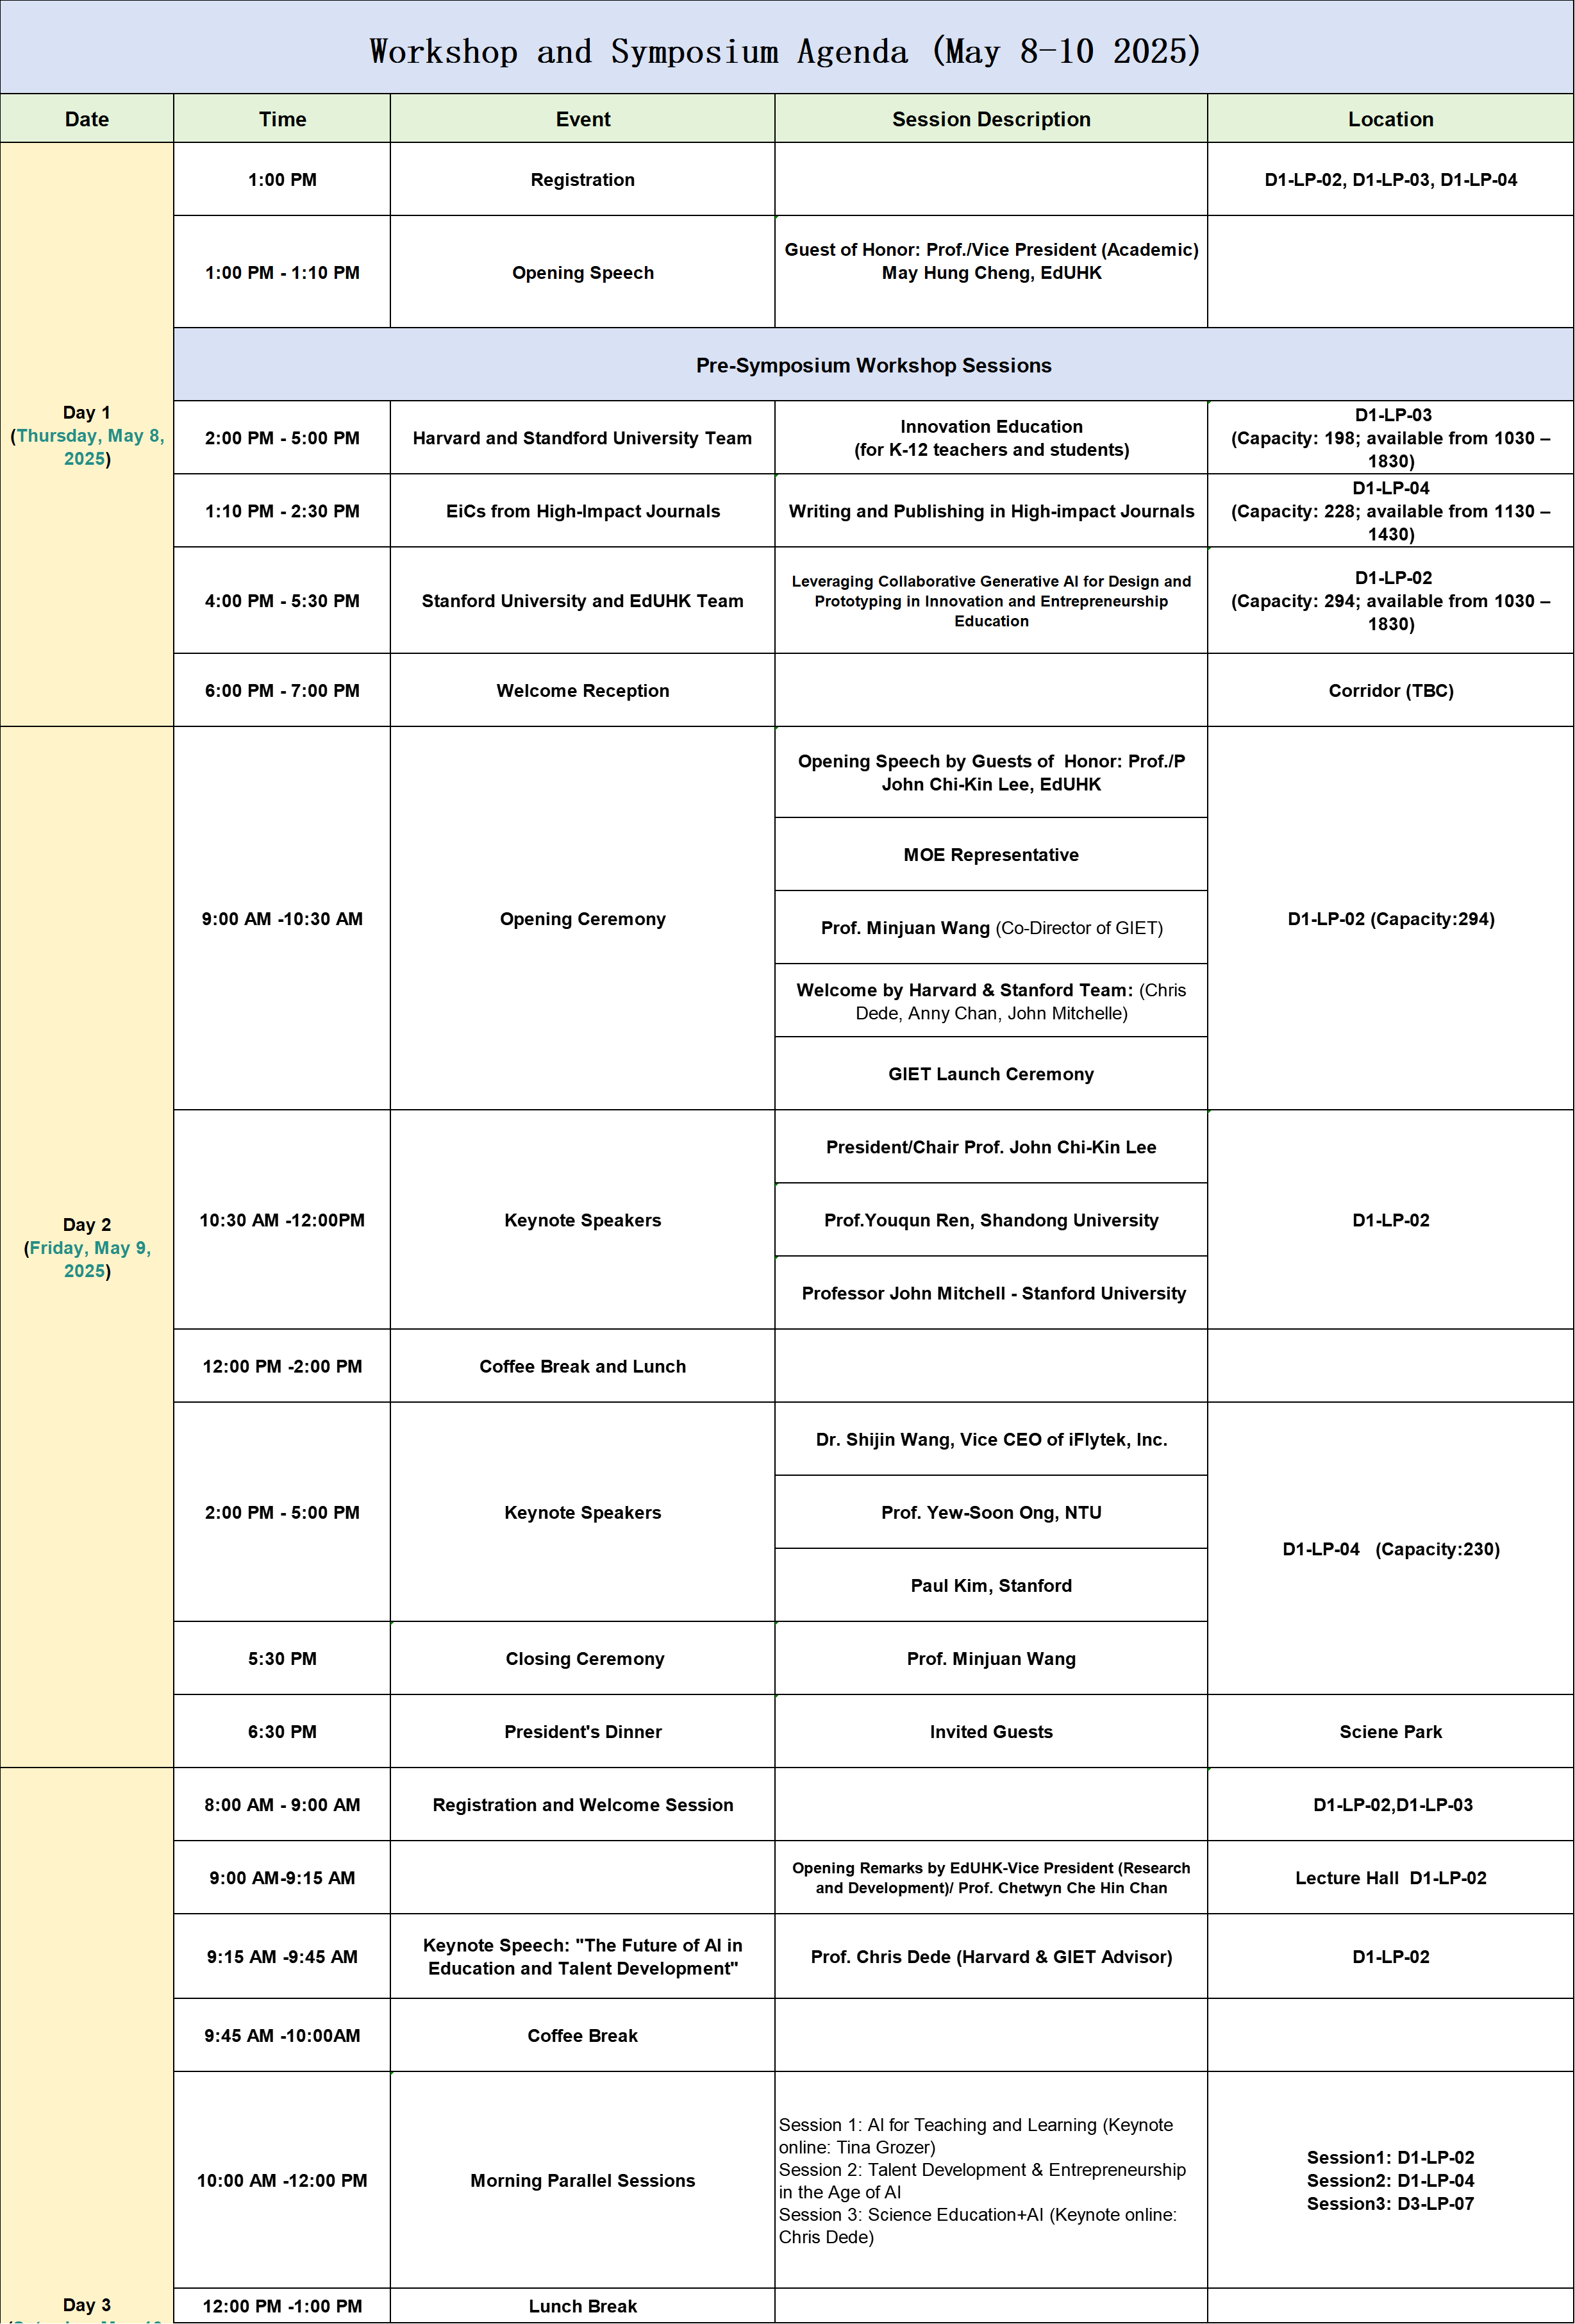 Workshop and Symposium Agenda (May 8-10 2025)
Date
Time
Event
Session Description
Location
Day 1
(Thursday, May 8,
2025)
1:00 PM
Registration
D1-LP-02, D1-LP-03, D1-LP-04
1:00 PM - 1:10 PM
Opening Speech
Guest of Honor: Prof./Vice President (Academic)
May Hung Cheng, EdUHK
Pre-Symposium Workshop Sessions
2:00 PM - 5:00 PM
Harvard and Standford University Team
Innovation Education
(for K-12 teachers and students)
D1-LP-03
(Capacity: 198; available from 1030 –
1830)
1:10 PM - 2:30 PM
EiCs from High-Impact Journals
Writing and Publishing in High-impact Journals
D1-LP-04
(Capacity: 228; available from 1130 –
1430)
4:00 PM - 5:30 PM
Stanford University and EdUHK Team
Leveraging Collaborative Generative AI for Design and
Prototyping in Innovation and Entrepreneurship
Education
D1-LP-02
(Capacity: 294; available from 1030 –
1830)
6:00 PM - 7:00 PM
Welcome Reception
Corridor (TBC)
Day 2
(Friday, May 9,
2025)
9:00 AM -10:30 AM
Opening Ceremony
Opening Speech by Guests of  Honor: Prof./P
John Chi-Kin Lee, EdUHK
MOE Representative
Prof. Minjuan Wang (Co-Director of GIET)
Welcome by Harvard & Stanford Team: (Chris
Dede, Anny Chan, John Mitchelle)
GIET Launch Ceremony
D1-LP-02 (Capacity:294)
10:30 AM -12:00PM
Keynote Speakers
President/Chair Prof. John Chi-Kin Lee
Prof.Youqun Ren, Shandong University
Professor John Mitchell - Stanford University
D1-LP-02
12:00 PM -2:00 PM
Coffee Break and Lunch
2:00 PM - 5:00 PM
Keynote Speakers
Dr. Shijin Wang, Vice CEO of iFlytek, Inc.
Prof. Yew-Soon Ong, NTU
Paul Kim, Stanford
D1-LP-04   (Capacity:230)
5:30 PM
Closing Ceremony
Prof. Minjuan Wang
6:30 PM
President's Dinner
Invited Guests
Sciene Park
Day 3
8:00 AM - 9:00 AM
Registration and Welcome Session
D1-LP-02,D1-LP-03
9:00 AM-9:15 AM
Opening Remarks by EdUHK-Vice President (Research
and Development)/ Prof. Chetwyn Che Hin Chan
Lecture Hall  D1-LP-02
9:15 AM -9:45 AM
Keynote Speech: "The Future of AI in
Education and Talent Development"
Prof. Chris Dede (Harvard & GIET Advisor)
D1-LP-02
9:45 AM -10:00AM
Coffee Break
10:00 AM -12:00 PM
Morning Parallel Sessions
Session 1: AI for Teaching and Learning (Keynote
online: Tina Grozer)
Session 2: Talent Development & Entrepreneurship
in the Age of AI
Session 3: Science Education+AI (Keynote online:
Chris Dede)
Session1: D1-LP-02
Session2: D1-LP-04
Session3: D3-LP-07
12:00 PM -1:00 PM
Lunch Break